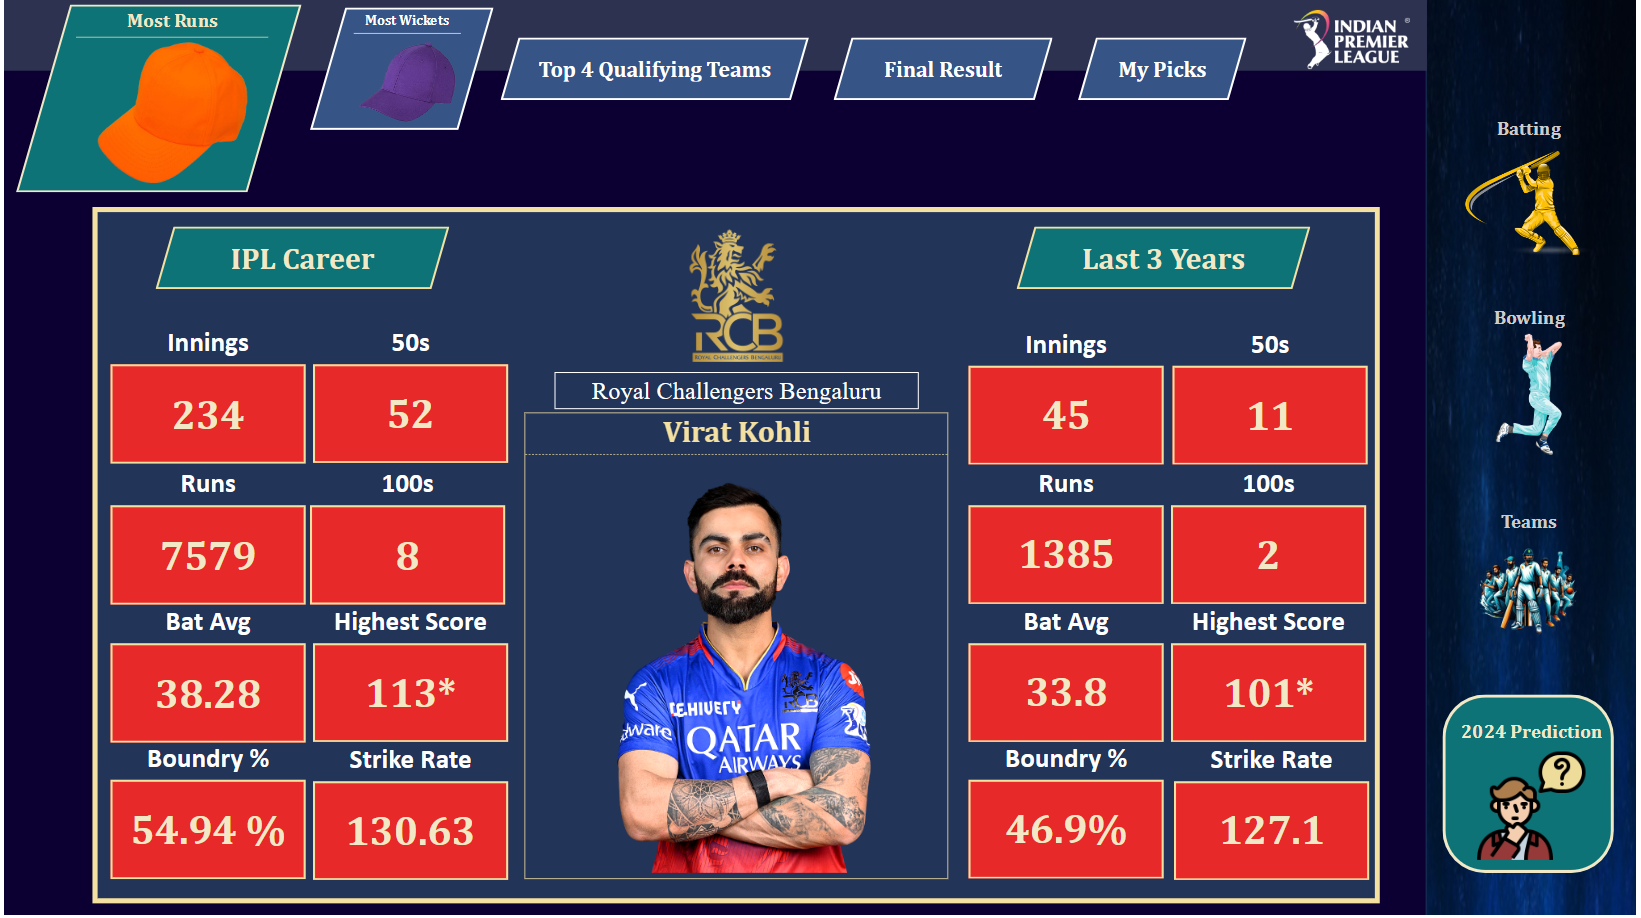 Most Runs
Most Wickets
Top 4 Qualifying Teams
Final Result
My Picks
INDIAN
PREMIER
LEAGUE
®
Batting
Bowling
Teams
2024 Prediction
?
IPL Career
Innings
50s
234
52
Runs
100s
7579
8
Bat Avg
Highest Score
38.28
113*
Boundry %
Strike Rate
54.94 %
130.63
RCB
ROYAL CHALLENGERS BENGALURU
Royal Challengers Bengaluru
Virat Kohli
QATAR
AIRWAYS
Last 3 Years
Innings
50s
45
11
Runs
100s
1385
2
Bat Avg
Highest Score
33.8
101*
Boundry %
Strike Rate
46.9%
127.1